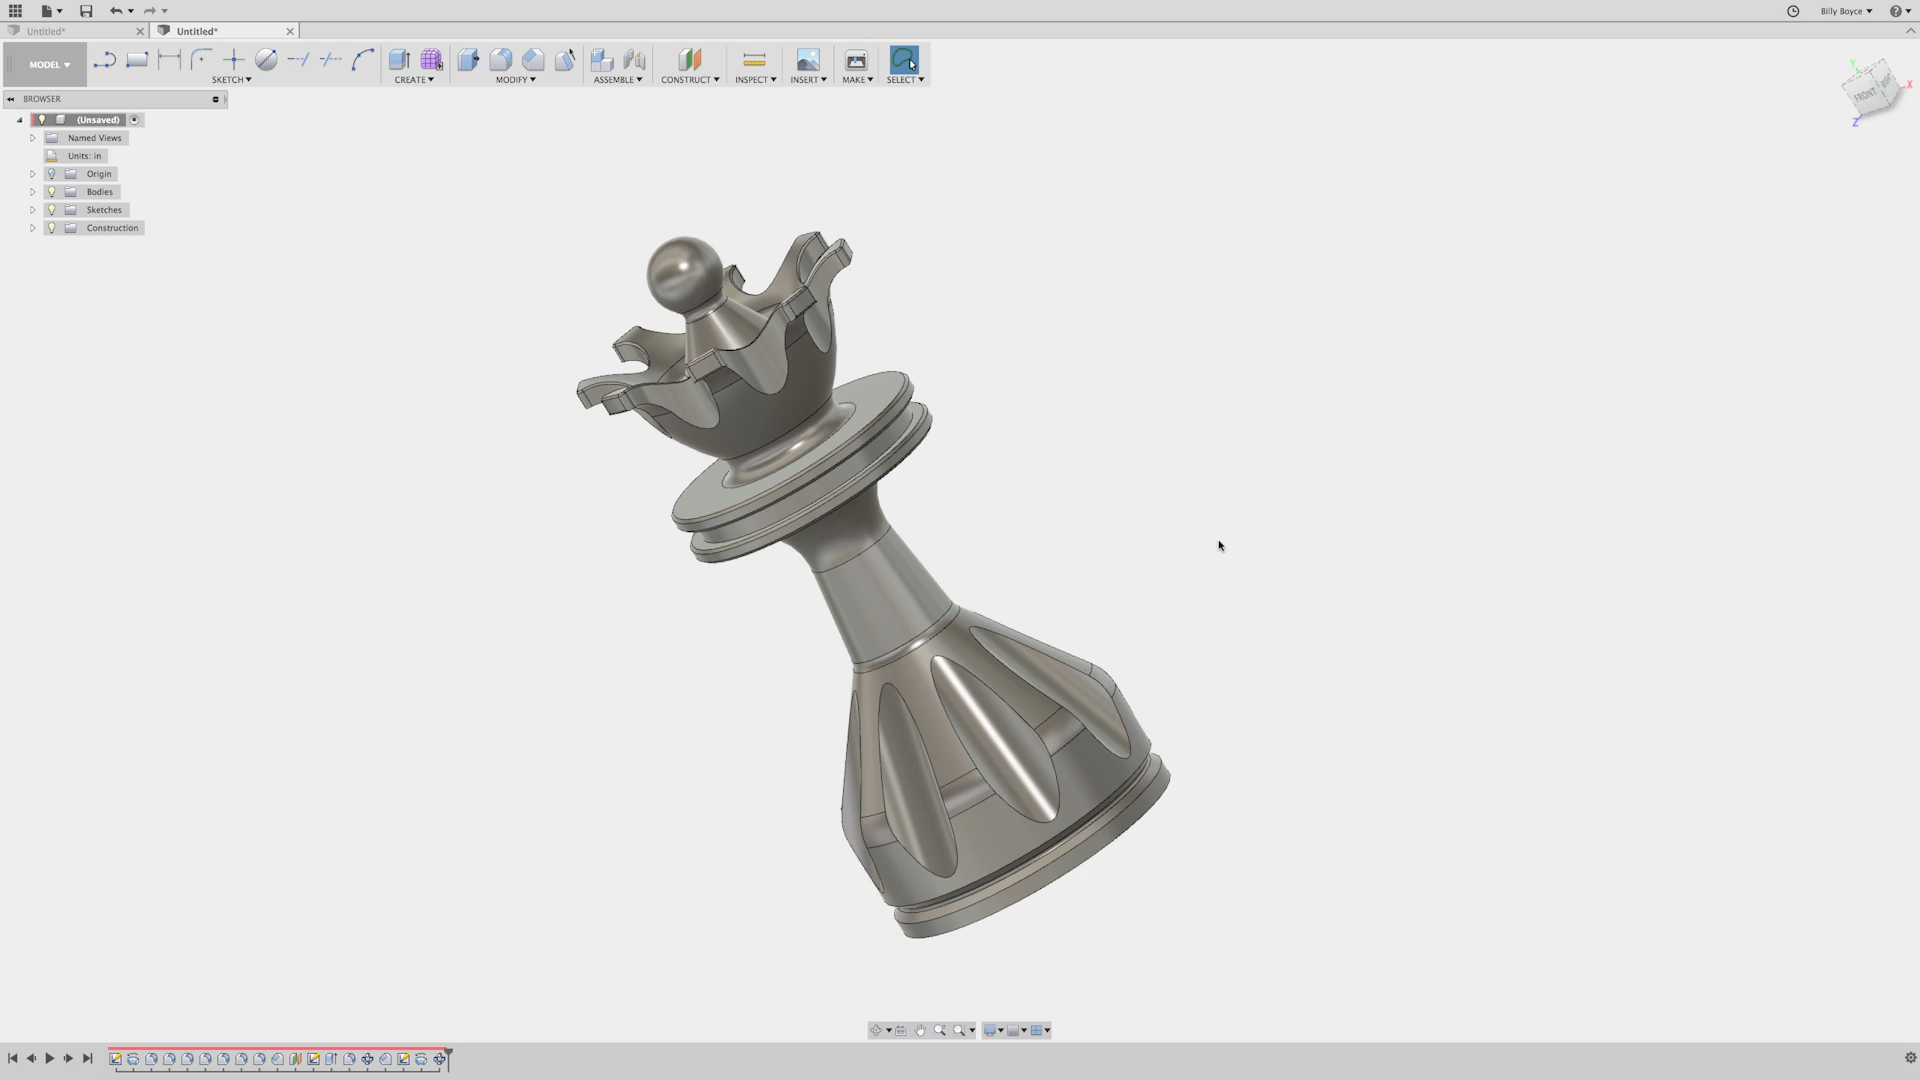 Billy Boyce
Untitled*
Untitled*
MODEL
SKETCH
CREATE
MODIFY
ASSEMBLE
CONSTRUCT
INSPECT
INSERT
MAKE
SELECT
BROWSER
(Unsaved)
Named Views
Units: in
Origin
Bodies
Sketches
Construction
FRONT
Y
X
Z